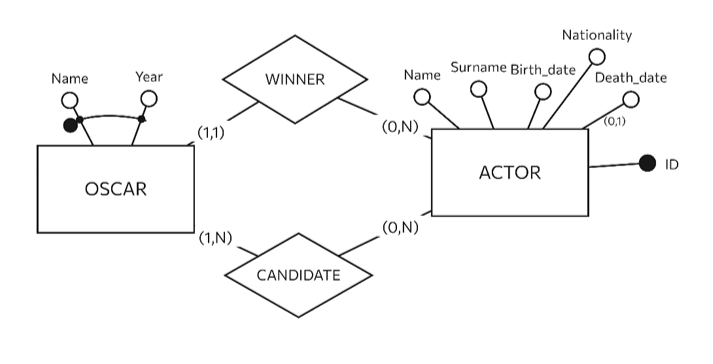 Nationality
Name
Year
WINNER
Name
Surname
Birth_date
Death_date
(1,1)
(0,N)
(0,1)
OSCAR
ACTOR
ID
(1,N)
(0,N)
CANDIDATE